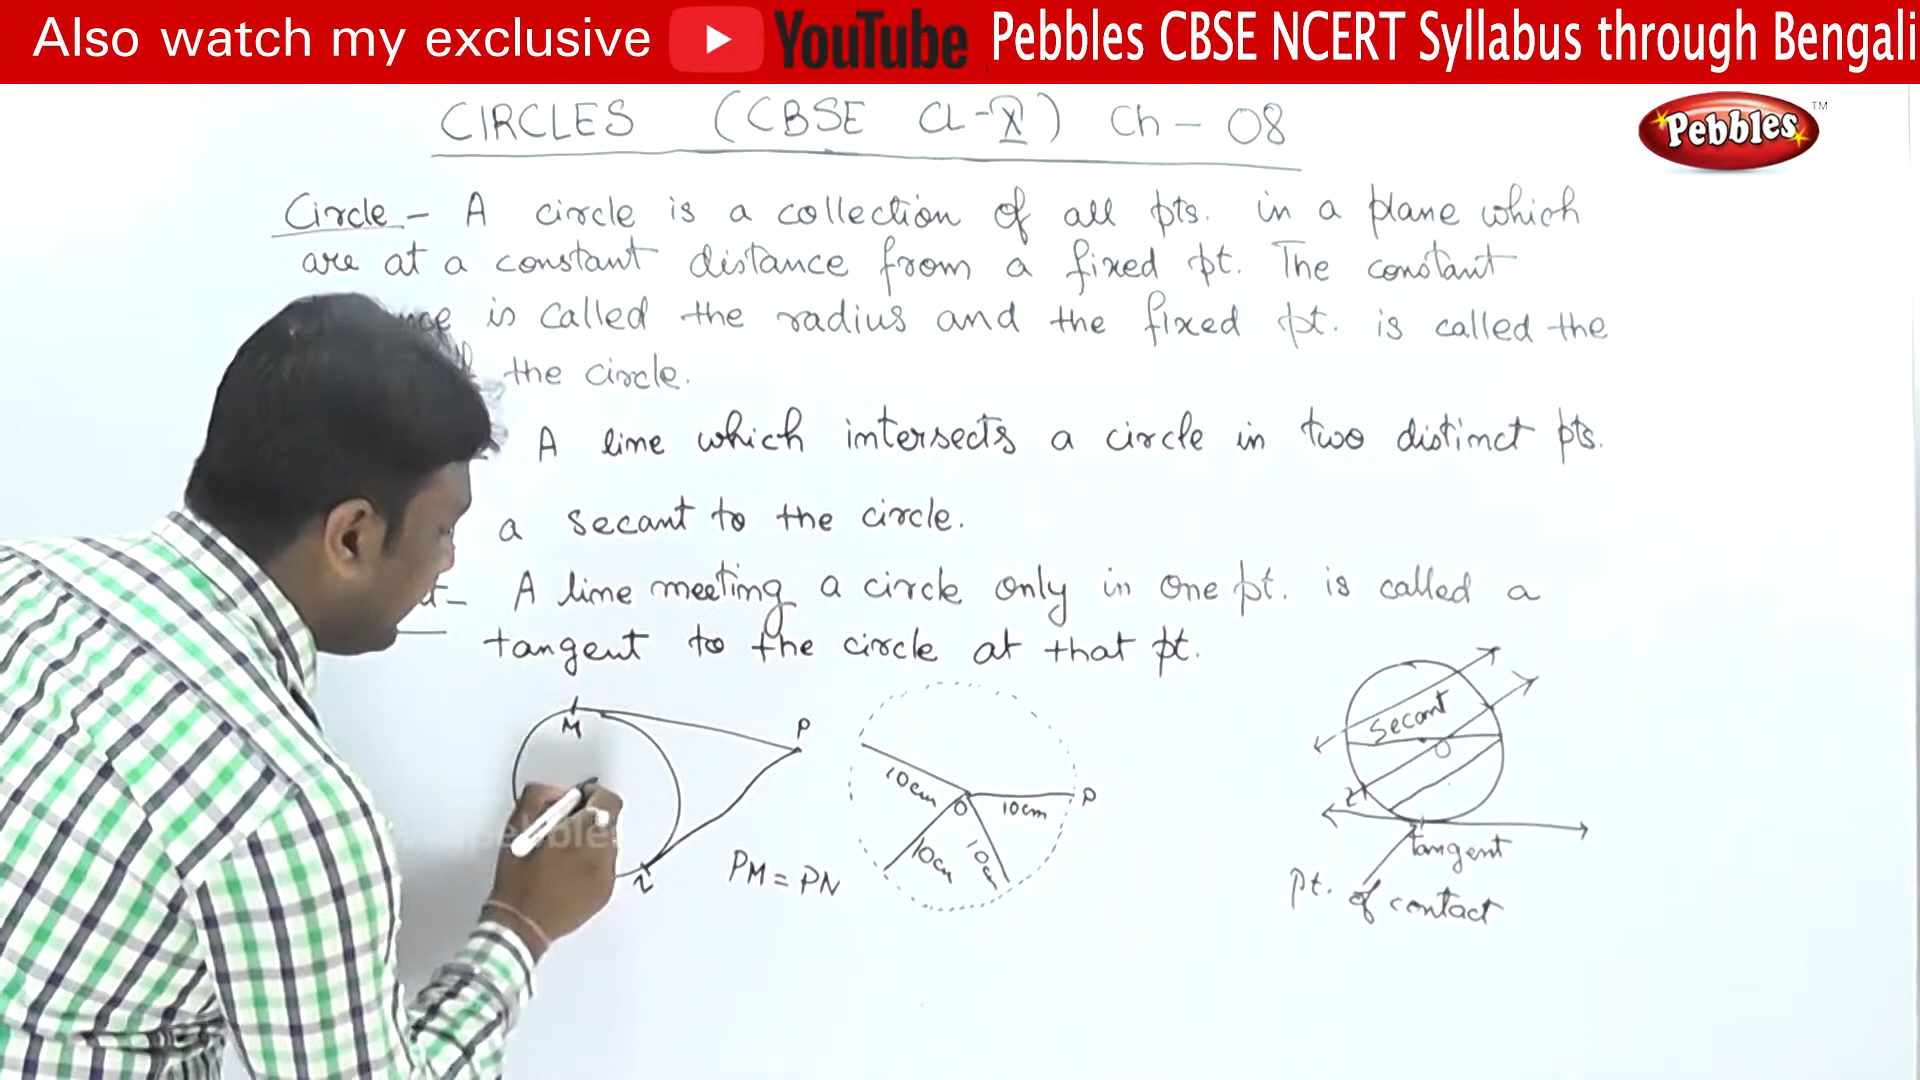 Also watch my exclusive YouTube Pebbles CBSE NCERT Syllabus through Bengali
Pebbles TM
CIRCLES (CBSE CL-X) Ch - 08
Circle - A circle is a collection of all pts. in a plane which
are at a constant distance from a fixed pt. The constant
is called the radius and the fixed pt. is called the
the circle.
A line which intersects a circle in two distinct pts.
a secant to the circle.
A line meeting a circle only in one pt. is called a
tangent to the circle at that pt.
M
P
N
PM = PN
10cm
O
10cm
P
10cm
10cm
Secant
O
tangent
pt. of contact